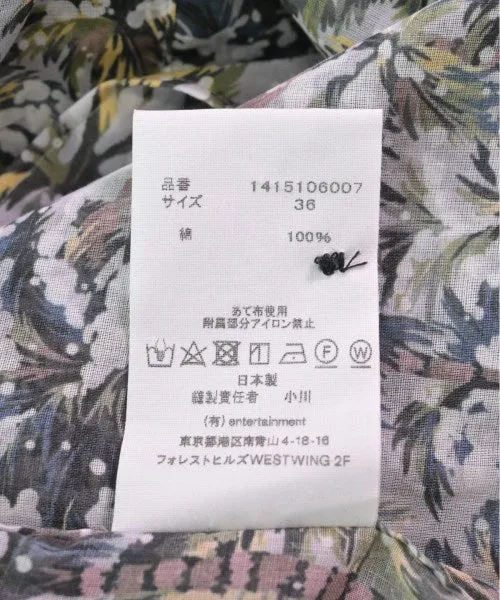 品番 1415106007
サイズ 36
綿 100%
あて布使用
附属部分アイロン禁止
F W
日本製
縫製責任者 小川
(有) entertainment
東京都港区南青山4-18-16
フォレストヒルズWESTWING 2F